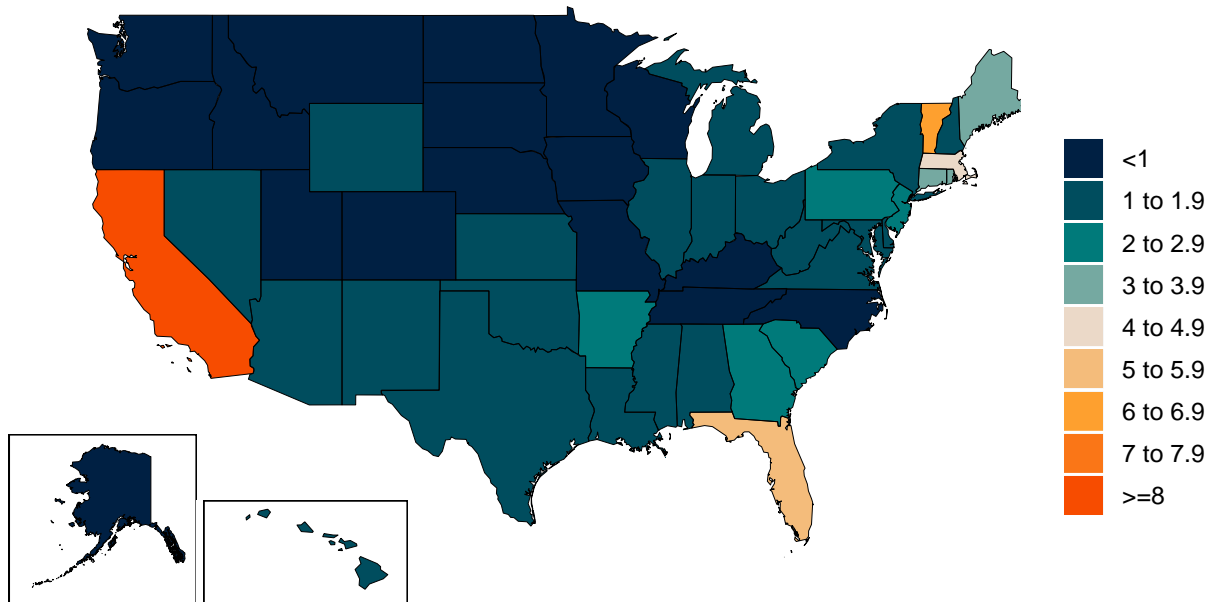 <1
1 to 1.9
2 to 2.9
3 to 3.9
4 to 4.9
5 to 5.9
6 to 6.9
7 to 7.9
>=8